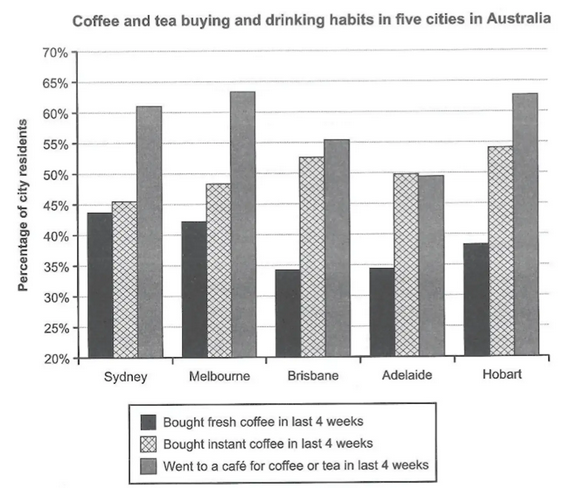 Coffee and tea buying and drinking habits in five cities in Australia
Percentage of city residents
70%
65%
60%
55%
50%
45%
40%
35%
30%
25%
20%
Sydney Melbourne Brisbane Adelaide Hobart
Bought fresh coffee in last 4 weeks
Bought instant coffee in last 4 weeks
Went to a café for coffee or tea in last 4 weeks